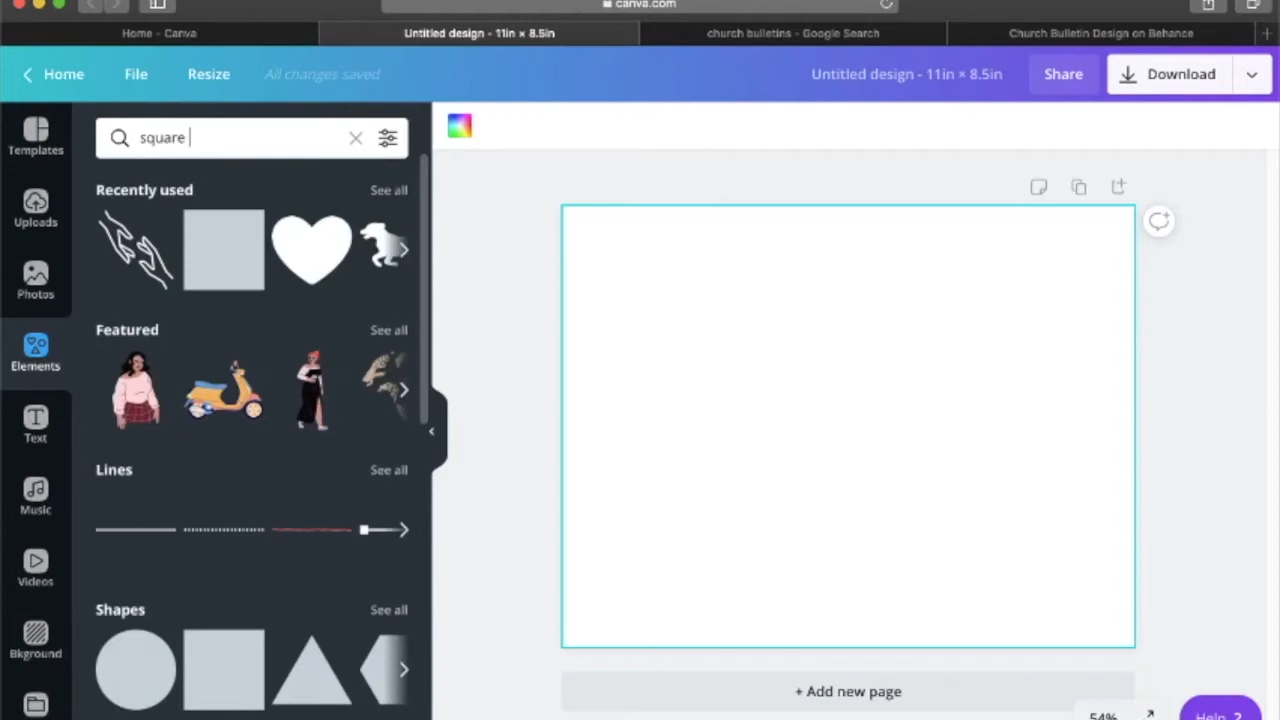 canva.com
Home - Canva
Untitled design - 11in × 8.5in
church bulletins - Google Search
Church Bulletin Design on Behance
Home
File
Resize
All changes saved
Untitled design - 11in × 8.5in
Share
Download
Templates
Uploads
Photos
Elements
Text
Music
Videos
Bkground
square
Recently used
See all
Featured
See all
Lines
See all
Shapes
See all
+ Add new page
54%
Help ?